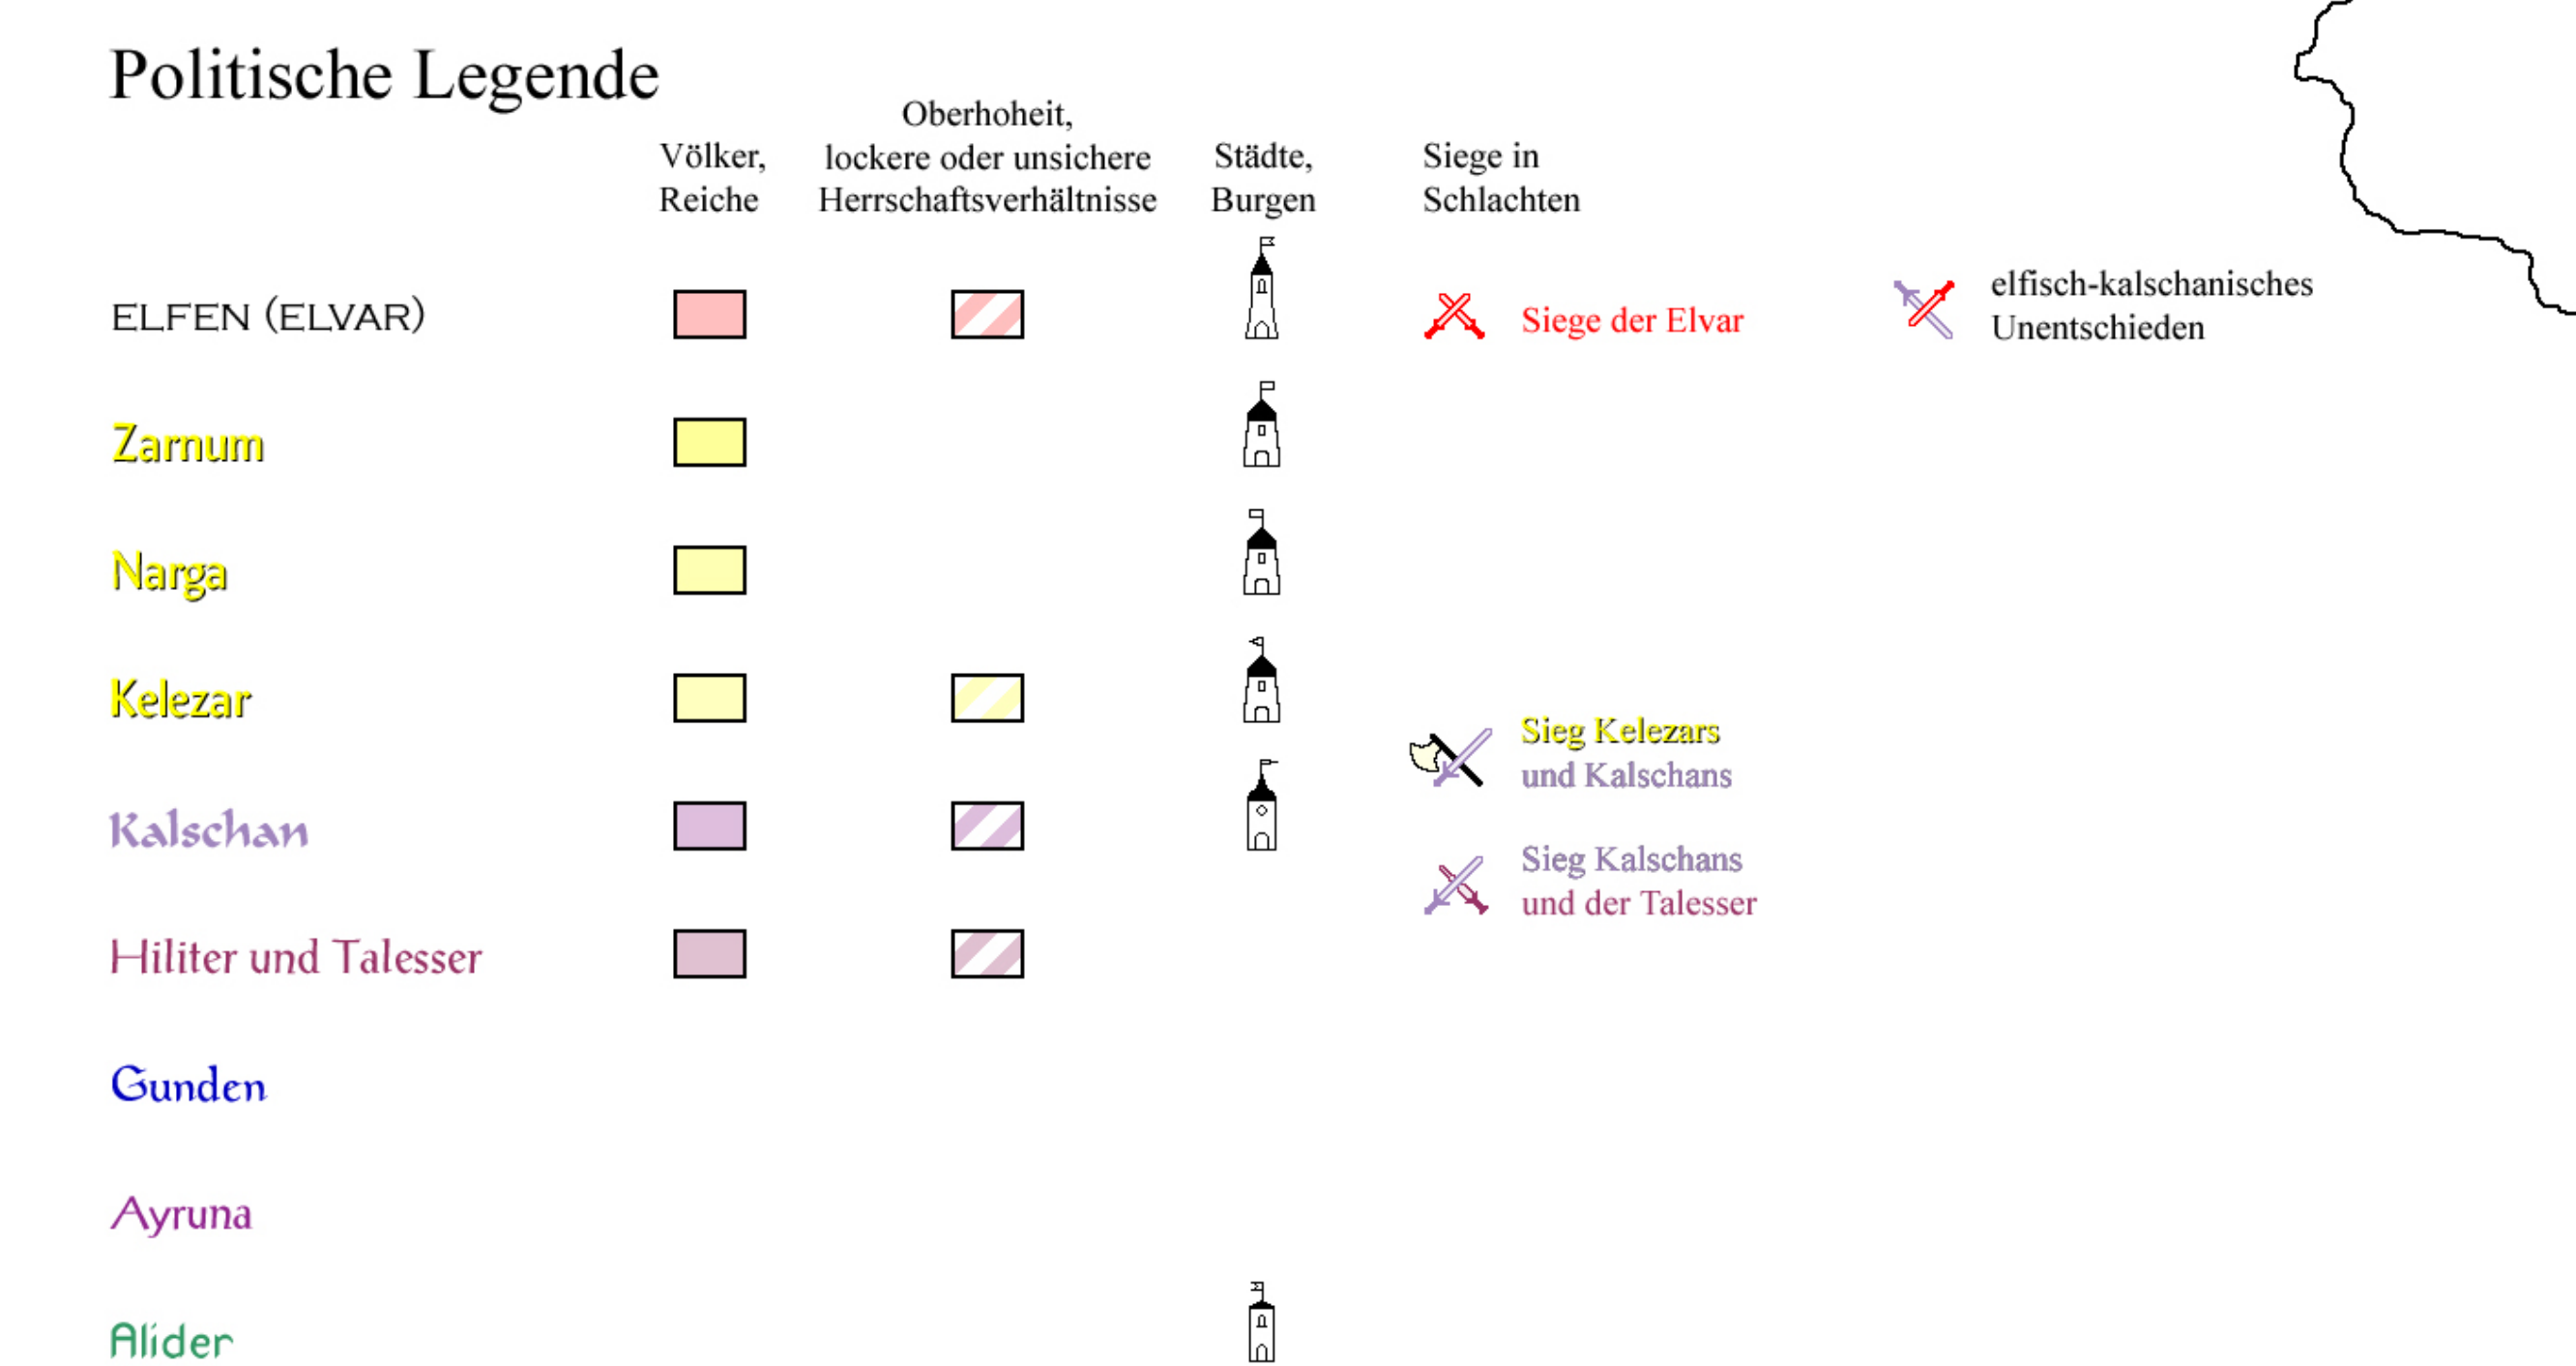 Politische Legende
Völker,
Reiche
Oberhoheit,
lockere oder unsichere
Herrschaftsverhältnisse
Städte,
Burgen
Siege in
Schlachten
ELFEN (ELVAR)
Siege der Elvar
elfisch-kalschanisches
Unentschieden
Zarnum
Narga
Kelezar
Sieg Kelezars
und Kalschans
Kalschan
Sieg Kalschans
und der Talesser
Hiliter und Talesser
Gunden
Ayruna
Alider